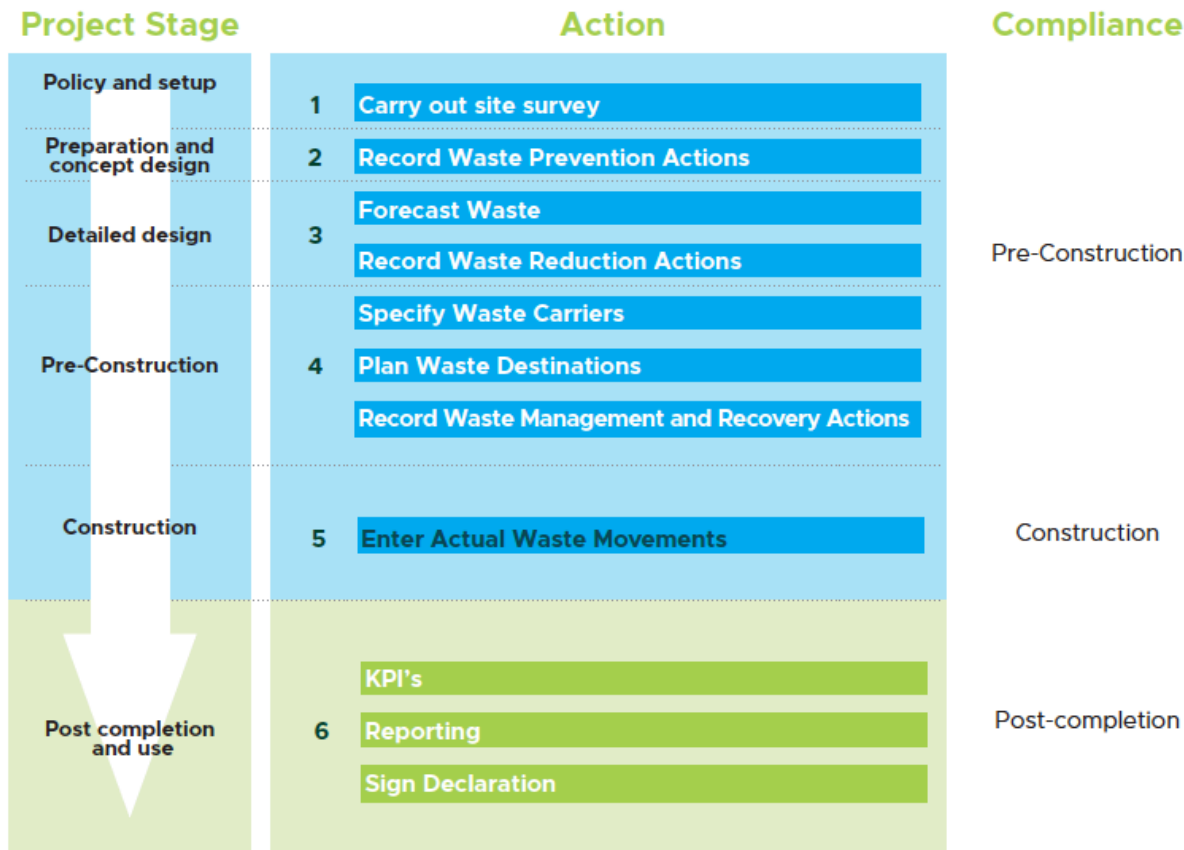 Project Stage
Action
Compliance
Policy and setup
1
Carry out site survey
Preparation and
concept design
2
Record Waste Prevention Actions
Detailed design
3
Forecast Waste
Record Waste Reduction Actions
Pre-Construction
Pre-Construction
4
Specify Waste Carriers
Plan Waste Destinations
Record Waste Management and Recovery Actions
Construction
5
Enter Actual Waste Movements
Construction
Post completion
and use
6
KPI's
Reporting
Sign Declaration
Post-completion